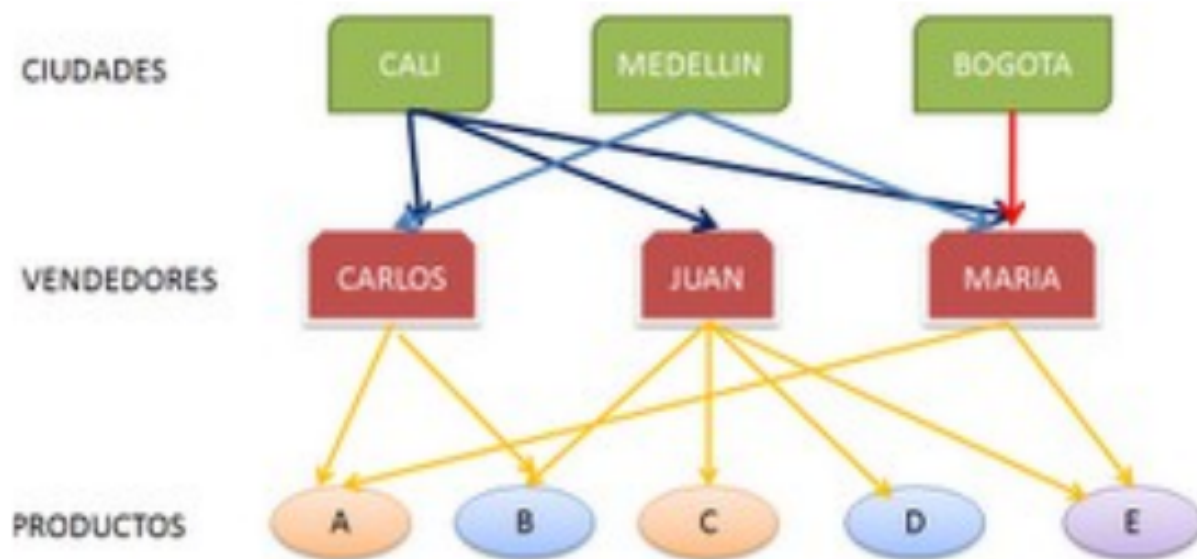 CIUDADES
CALI
MEDELLIN
BOGOTA
VENDEDORES
CARLOS
JUAN
MARIA
PRODUCTOS
A
B
C
D
E